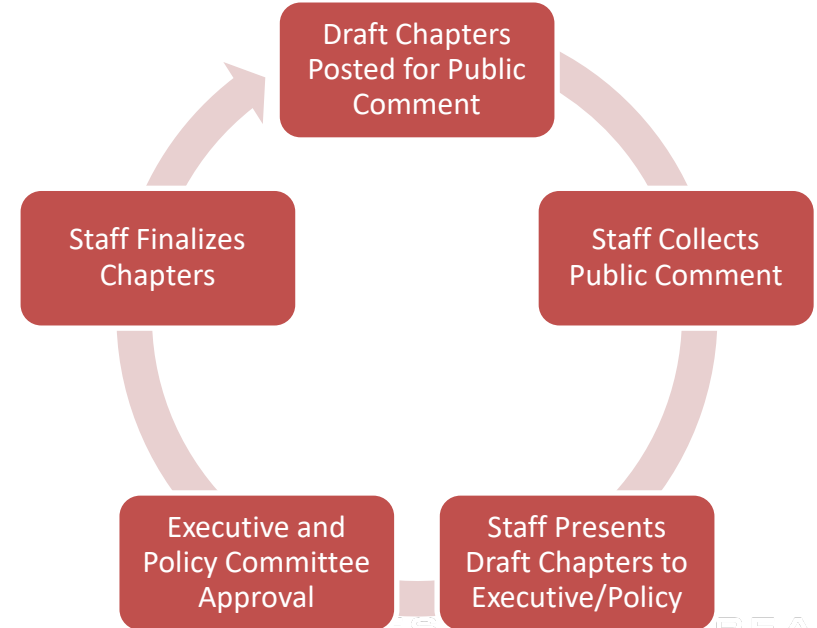 Draft Chapters
Posted for Public
Comment
Staff Collects
Public Comment
Staff Presents
Draft Chapters to
Executive/Policy
Executive and
Policy Committee
Approval
Staff Finalizes
Chapters